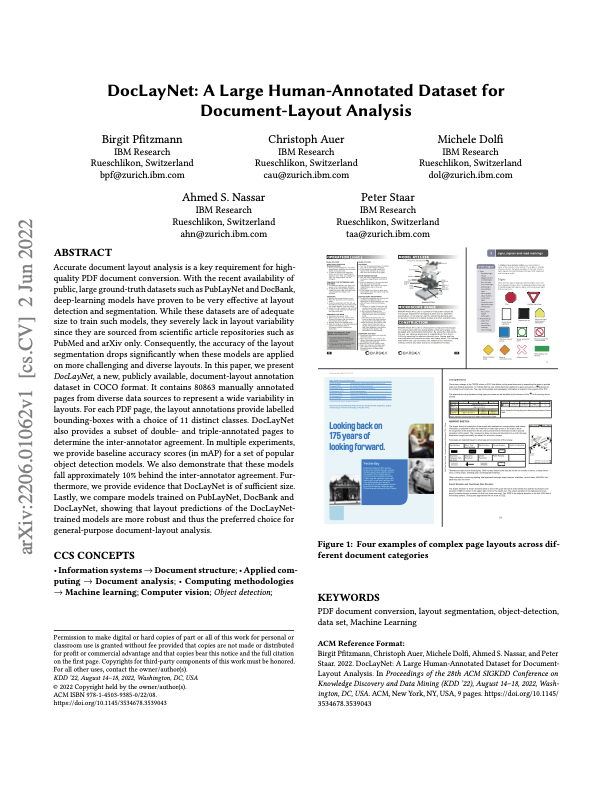 DocLayNet: A Large Human-Annotated Dataset for
Document-Layout Analysis
Birgit Pfitzmann
IBM Research
Rueschlikon, Switzerland
bpf@zurich.ibm.com
Christoph Auer
IBM Research
Rueschlikon, Switzerland
cau@zurich.ibm.com
Michele Dolfi
IBM Research
Rueschlikon, Switzerland
dol@zurich.ibm.com
Ahmed S. Nassar
IBM Research
Rueschlikon, Switzerland
ahn@zurich.ibm.com
Peter Staar
IBM Research
Rueschlikon, Switzerland
taa@zurich.ibm.com
arXiv:2206.01062v1 [cs.CV] 2 Jun 2022
ABSTRACT
Accurate document layout analysis is a key requirement for high-
quality PDF document conversion. With the recent availability of
public, large ground-truth datasets such as PubLayNet and DocBank,
deep-learning models have proven to be very effective at layout
detection and segmentation. While these datasets are of adequate
size to train such models, they severely lack in layout variability
since they are sourced from scientific article repositories such as
PubMed and arXiv only. Consequently, the accuracy of the layout
segmentation drops significantly when these models are applied
on more challenging and diverse layouts. In this paper, we present
DocLayNet, a new, publicly available, document-layout annotation
dataset in COCO format. It contains 80863 manually annotated
pages from diverse data sources to represent a wide variability in
layouts. For each PDF page, the layout annotations provide labelled
bounding-boxes with a choice of 11 distinct classes. DocLayNet
also provides a subset of double- and triple-annotated pages to
determine the inter-annotator agreement. In multiple experiments,
we provide baseline accuracy scores (in mAP) for a set of popular
object detection models. We also demonstrate that these models
fall approximately 10% behind the inter-annotator agreement. Fur-
thermore, we provide evidence that DocLayNet is of sufficient size.
Lastly, we compare models trained on PubLayNet, DocBank and
DocLayNet, showing that layout predictions of the DocLayNet-
trained models are more robust and thus the preferred choice for
general-purpose document-layout analysis.
CCS CONCEPTS
• Information systems → Document structure; • Applied com-
puting → Document analysis; • Computing methodologies
→ Machine learning; Computer vision; Object detection;
Permission to make digital or hard copies of part or all of this work for personal or
classroom use is granted without fee provided that copies are not made or distributed
for profit or commercial advantage and that copies bear this notice and the full citation
on the first page. Copyrights for third-party components of this work must be honored.
For all other uses, contact the owner/author(s).
KDD '22, August 14–18, 2022, Washington, DC, USA
© 2022 Copyright held by the owner/author(s).
ACM ISBN 978-1-4503-9385-0/22/08.
https://doi.org/10.1145/3534678.3539043
Looking back on
175 years of
looking forward.
Figure 1: Four examples of complex page layouts across dif-
ferent document categories
KEYWORDS
PDF document conversion, layout segmentation, object-detection,
data set, Machine Learning
ACM Reference Format:
Birgit Pfitzmann, Christoph Auer, Michele Dolfi, Ahmed S. Nassar, and Peter
Staar. 2022. DocLayNet: A Large Human-Annotated Dataset for Document-
Layout Analysis. In Proceedings of the 28th ACM SIGKDD Conference on
Knowledge Discovery and Data Mining (KDD '22), August 14–18, 2022, Wash-
ington, DC, USA. ACM, New York, NY, USA, 9 pages. https://doi.org/10.1145/
3534678.3539043